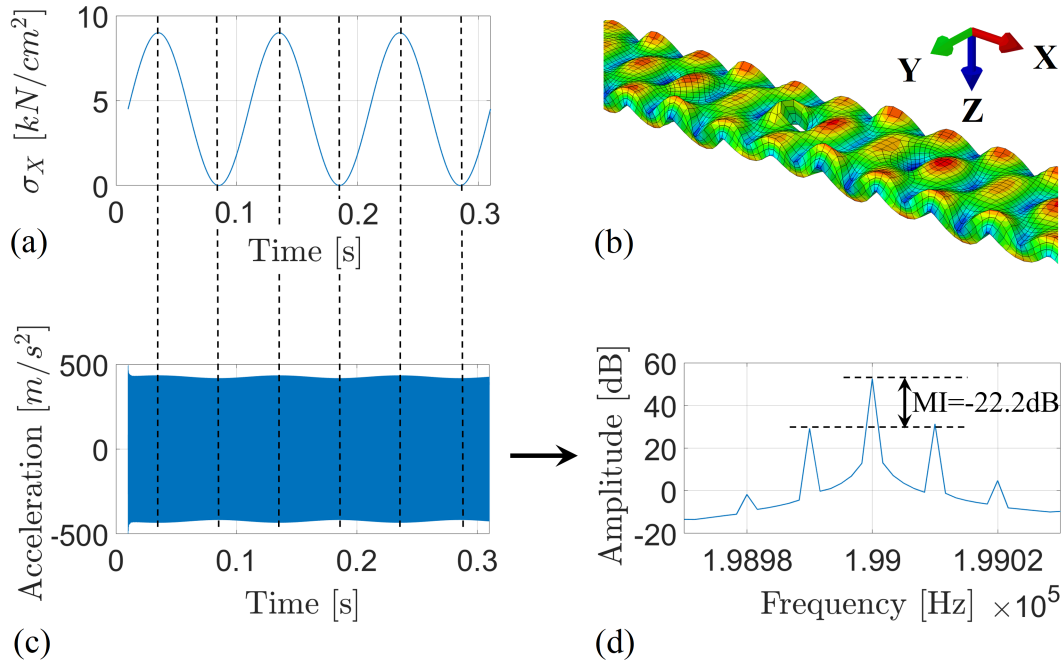 10
5
0
σ_X [kN/cm²]
0 0.1 0.2 0.3
Time [s]
(a)
Y X
Z
(b)
500
0
-500
Acceleration [m/s²]
0 0.1 0.2 0.3
Time [s]
(c)
60
40
20
0
-20
Amplitude [dB]
MI=-22.2dB
1.9898 1.99 1.9902
Frequency [Hz] ×10⁵
(d)